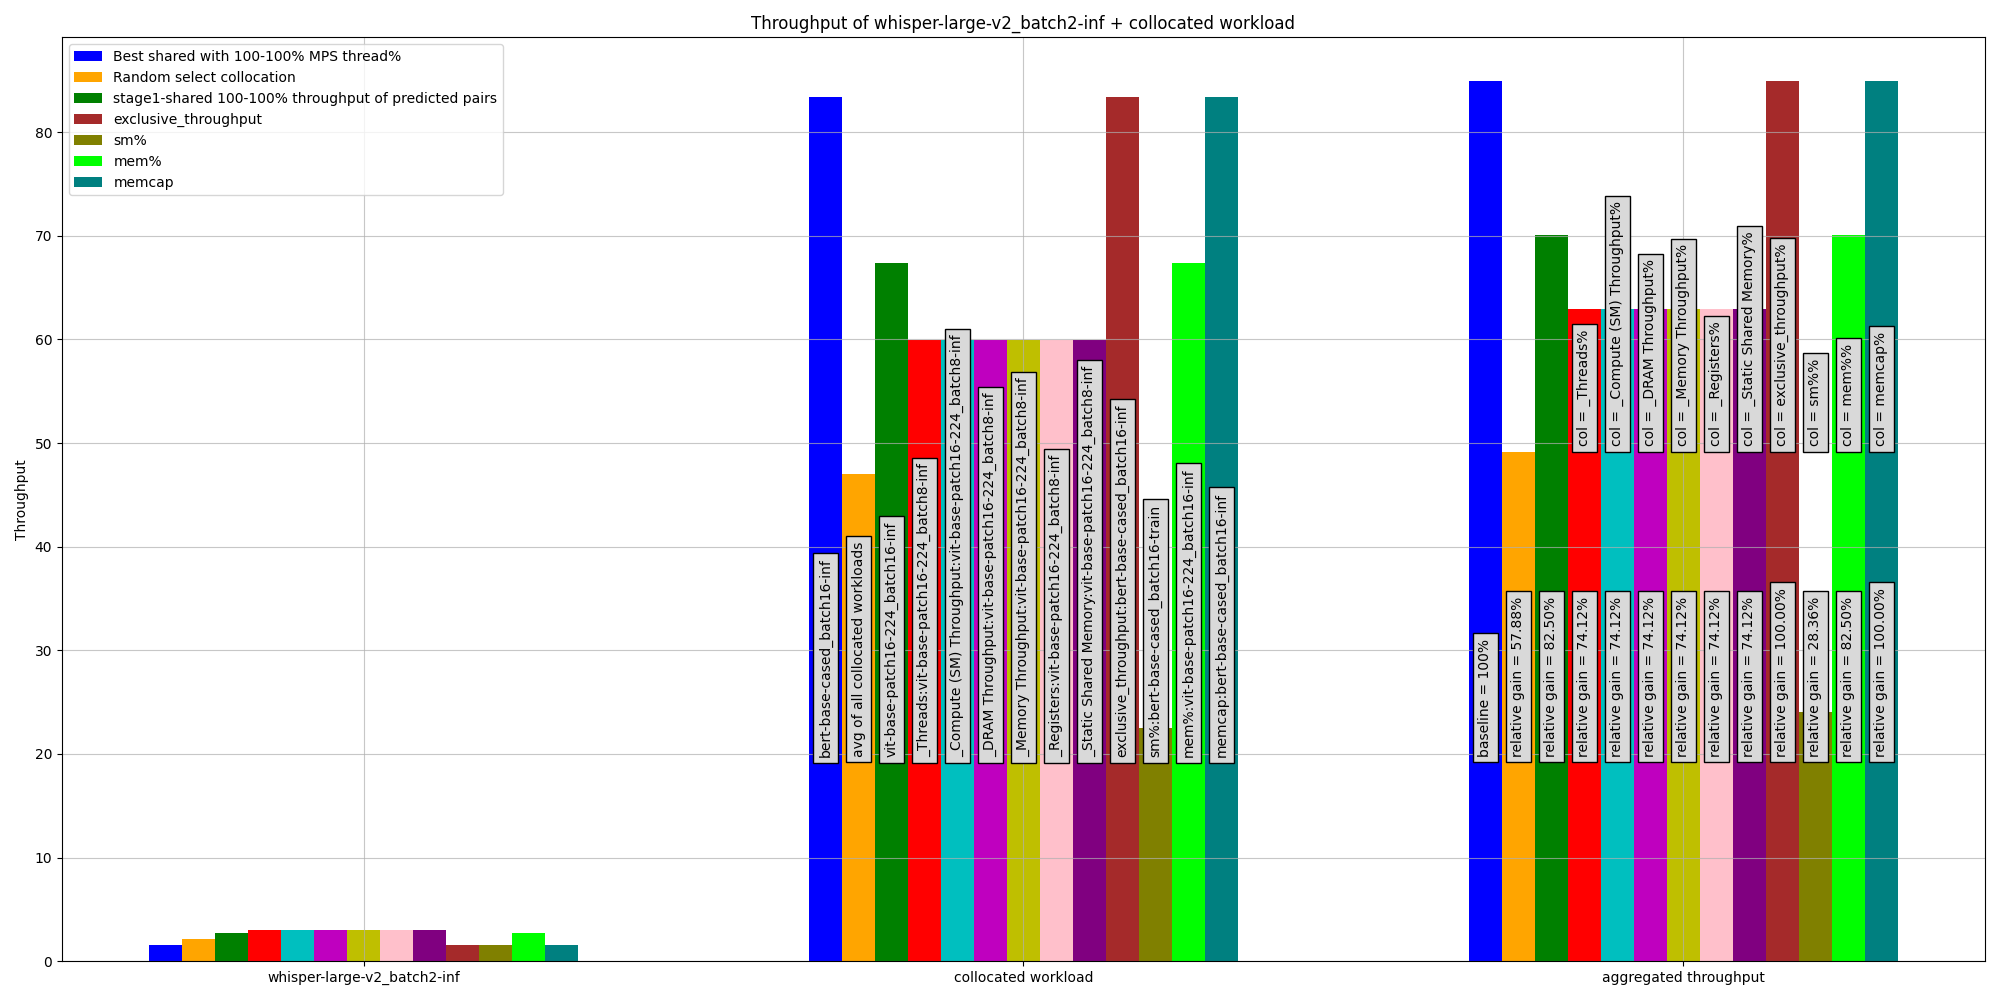 Throughput of whisper-large-v2_batch2-inf + collocated workload
Best shared with 100-100% MPS thread%
Random select collocation
stage1-shared 100-100% throughput of predicted pairs
exclusive_throughput
sm%
mem%
memcap
Throughput
80
70
60
50
40
30
20
10
0
bert-base-cased_batch16-inf
avg of all collocated workloads
vit-base-patch16-224_batch16-inf
_Threads:vit-base-patch16-224_batch8-inf
_Compute (SM) Throughput:vit-base-patch16-224_batch8-inf
_DRAM Throughput:vit-base-patch16-224_batch8-inf
_Memory Throughput:vit-base-patch16-224_batch8-inf
_Registers:vit-base-patch16-224_batch8-inf
_Static Shared Memory:vit-base-patch16-224_batch8-inf
exclusive_throughput:bert-base-cased_batch16-inf
sm%:bert-base-cased_batch16-train
mem%:vit-base-patch16-224_batch16-inf
memcap:bert-base-cased_batch16-inf
col = _Threads%
col = _Compute (SM) Throughput%
col = _DRAM Throughput%
col = _Memory Throughput%
col = _Registers%
col = _Static Shared Memory%
col = exclusive_throughput%
col = sm%%
col = mem%%
col = memcap%
baseline = 100%
relative gain = 57.88%
relative gain = 82.50%
relative gain = 74.12%
relative gain = 74.12%
relative gain = 74.12%
relative gain = 74.12%
relative gain = 74.12%
relative gain = 74.12%
relative gain = 100.00%
relative gain = 28.36%
relative gain = 82.50%
relative gain = 100.00%
whisper-large-v2_batch2-inf
collocated workload
aggregated throughput